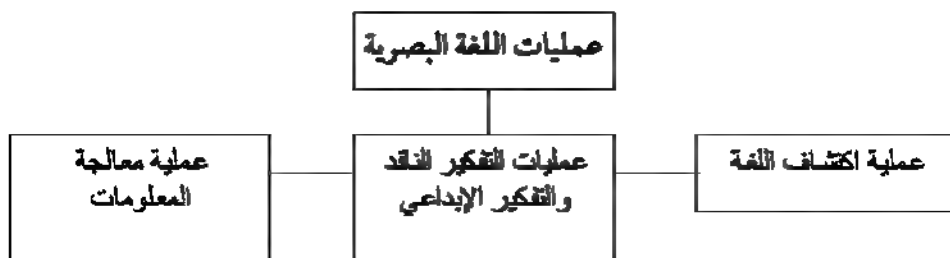 عمليات اللغة البصرية
عملية اكتشاف اللغة
عمليات التفكير الناقد
والتفكير الإبداعي
عملية معالجة
المعلومات